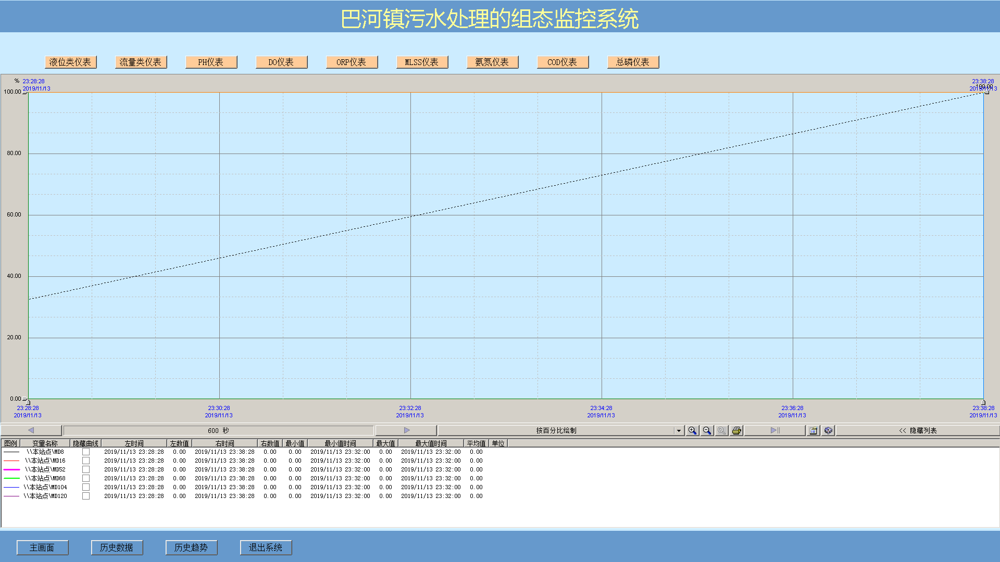 巴河镇污水处理的组态监控系统
液位类仪表 流量类仪表 PH仪表 DO仪表 ORP仪表 MLSS仪表 氨氮仪表 COD仪表 总磷仪表
% 23:28:28 23:38:28
2019/11/13 2019/11/13
100.00 100.00
80.00
60.00
40.00
20.00
0.00
23:28:28 23:30:28 23:32:28 23:34:28 23:36:28 23:38:28
2019/11/13 2019/11/13 2019/11/13 2019/11/13 2019/11/13 2019/11/13
600 秒 按百分比绘制 << 隐藏列表
图例 变量名称 隐藏曲线 左时间 左数值 右时间 右数值 最小值 最小值时间 最大值 最大值时间 平均值 单位
\\本站点\MD8 2019/11/13 23:28:28 0.00 2019/11/13 23:38:28 0.00 0.00 2019/11/13 23:32:00 0.00 2019/11/13 23:32:00 0.00
\\本站点\MD16 2019/11/13 23:28:28 0.00 2019/11/13 23:38:28 0.00 0.00 2019/11/13 23:32:00 0.00 2019/11/13 23:32:00 0.00
\\本站点\MD52 2019/11/13 23:28:28 0.00 2019/11/13 23:38:28 0.00 0.00 2019/11/13 23:32:00 0.00 2019/11/13 23:32:00 0.00
\\本站点\MD68 2019/11/13 23:28:28 0.00 2019/11/13 23:38:28 0.00 0.00 2019/11/13 23:32:00 0.00 2019/11/13 23:32:00 0.00
\\本站点\MD104 2019/11/13 23:28:28 0.00 2019/11/13 23:38:28 0.00 0.00 2019/11/13 23:32:00 0.00 2019/11/13 23:32:00 0.00
\\本站点\MD120 2019/11/13 23:28:28 0.00 2019/11/13 23:38:28 0.00 0.00 2019/11/13 23:32:00 0.00 2019/11/13 23:32:00 0.00
主画面 历史数据 历史趋势 退出系统